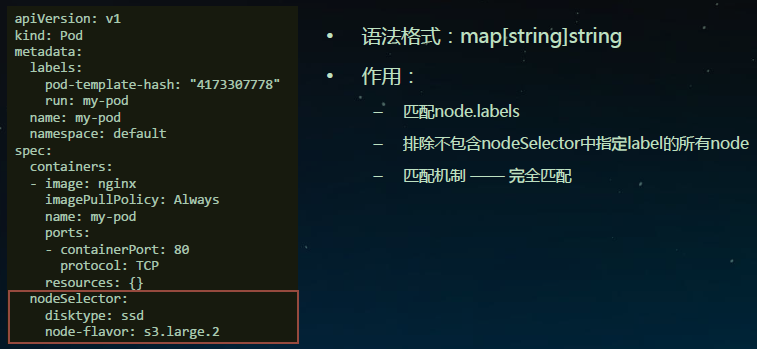 apiVersion: v1
kind: Pod
metadata:
  labels:
    pod-template-hash: "4173307778"
    run: my-pod
  name: my-pod
  namespace: default
spec:
  containers:
  - image: nginx
    imagePullPolicy: Always
    name: my-pod
    ports:
    - containerPort: 80
      protocol: TCP
    resources: {}
  nodeSelector:
    disktype: ssd
    node-flavor: s3.large.2
• 语法格式：map[string]string
• 作用：
– 匹配node.labels
– 排除不包含nodeSelector中指定label的所有node
– 匹配机制 —— 完全匹配